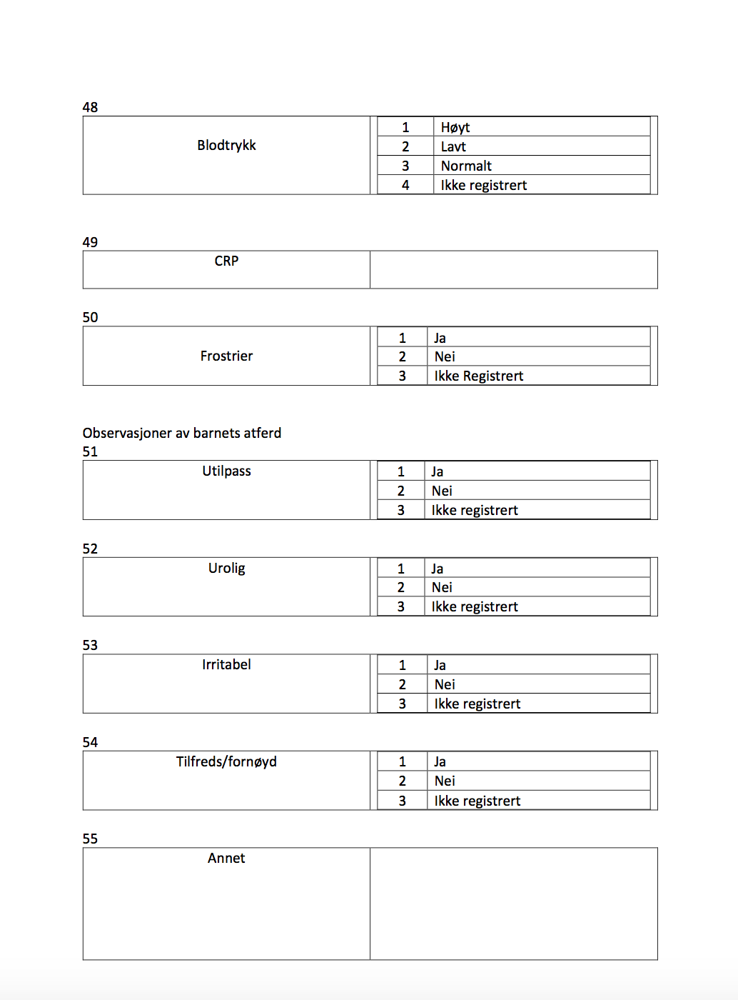 48
Blodtrykk
1 Høyt
2 Lavt
3 Normalt
4 Ikke registrert
49
CRP
50
Frostrier
1 Ja
2 Nei
3 Ikke Registrert
Observasjoner av barnets atferd
51
Utilpass
1 Ja
2 Nei
3 Ikke registrert
52
Urolig
1 Ja
2 Nei
3 Ikke registrert
53
Irritabel
1 Ja
2 Nei
3 Ikke registrert
54
Tilfreds/fornøyd
1 Ja
2 Nei
3 Ikke registrert
55
Annet